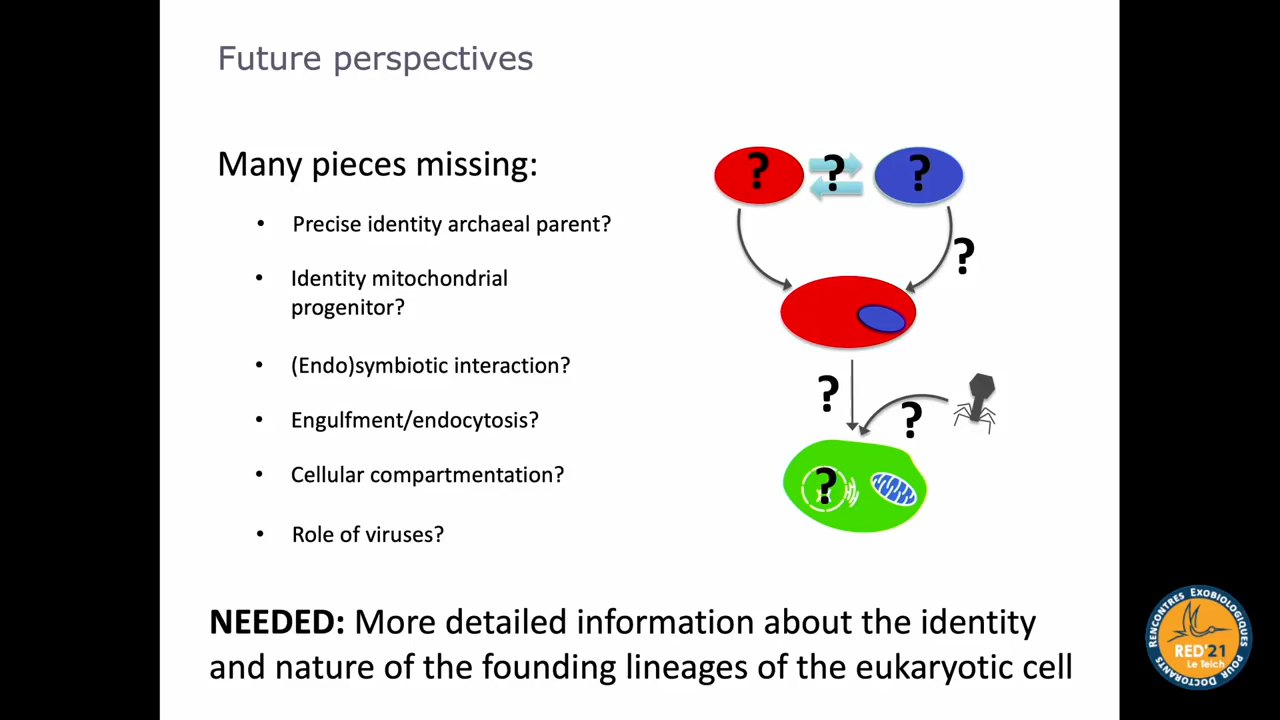 Future perspectives
Many pieces missing:
• Precise identity archaeal parent?
• Identity mitochondrial
progenitor?
• (Endo)symbiotic interaction?
• Engulfment/endocytosis?
• Cellular compartmentation?
• Role of viruses?
? ? ?
?
?
?
?
NEEDED: More detailed information about the identity
and nature of the founding lineages of the eukaryotic cell
RENCONTRES EXOBIOLOGIQUES
POUR DOCTORANTS
RED'21
Le Teich